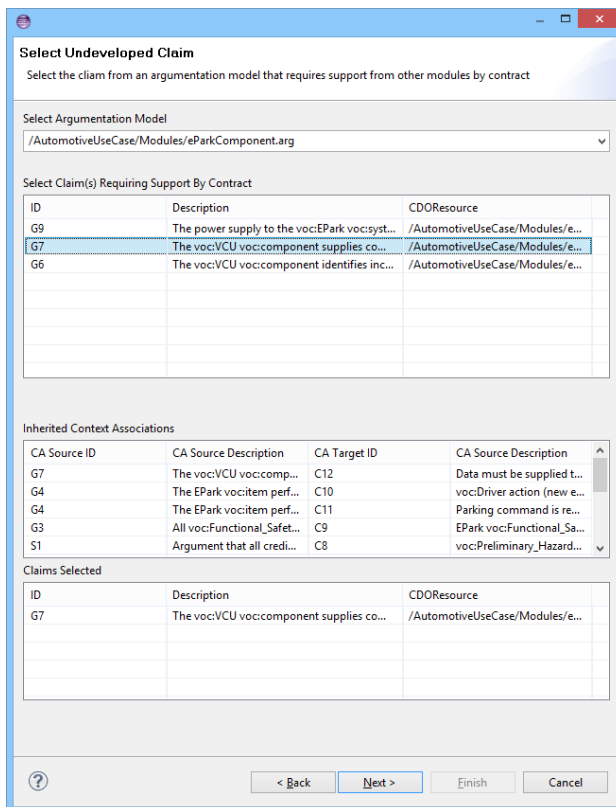 Select Undeveloped Claim
Select the cliam from an argumentation model that requires support from other modules by contract
Select Argumentation Model
/AutomotiveUseCase/Modules/eParkComponent.arg
Select Claim(s) Requiring Support By Contract
ID Description CDOResource
G9 The power supply to the voc:EPark voc:syst... /AutomotiveUseCase/Modules/e...
G7 The voc:VCU voc:component supplies co... /AutomotiveUseCase/Modules/e...
G6 The voc:VCU voc:component identifies inc... /AutomotiveUseCase/Modules/e...
Inherited Context Associations
CA Source ID CA Source Description CA Target ID CA Source Description
G7 The voc:VCU voc:comp... C12 Data must be supplied t...
G4 The EPark voc:item perf... C10 voc:Driver action (new e...
G4 The EPark voc:item perf... C11 Parking command is re...
G3 All voc:Functional_Safet... C9 EPark voc:Functional_Sa...
S1 Argument that all credi... C8 voc:Preliminary_Hazard...
Claims Selected
ID Description CDOResource
G7 The voc:VCU voc:component supplies co... /AutomotiveUseCase/Modules/e...
? < Back Next > Finish Cancel